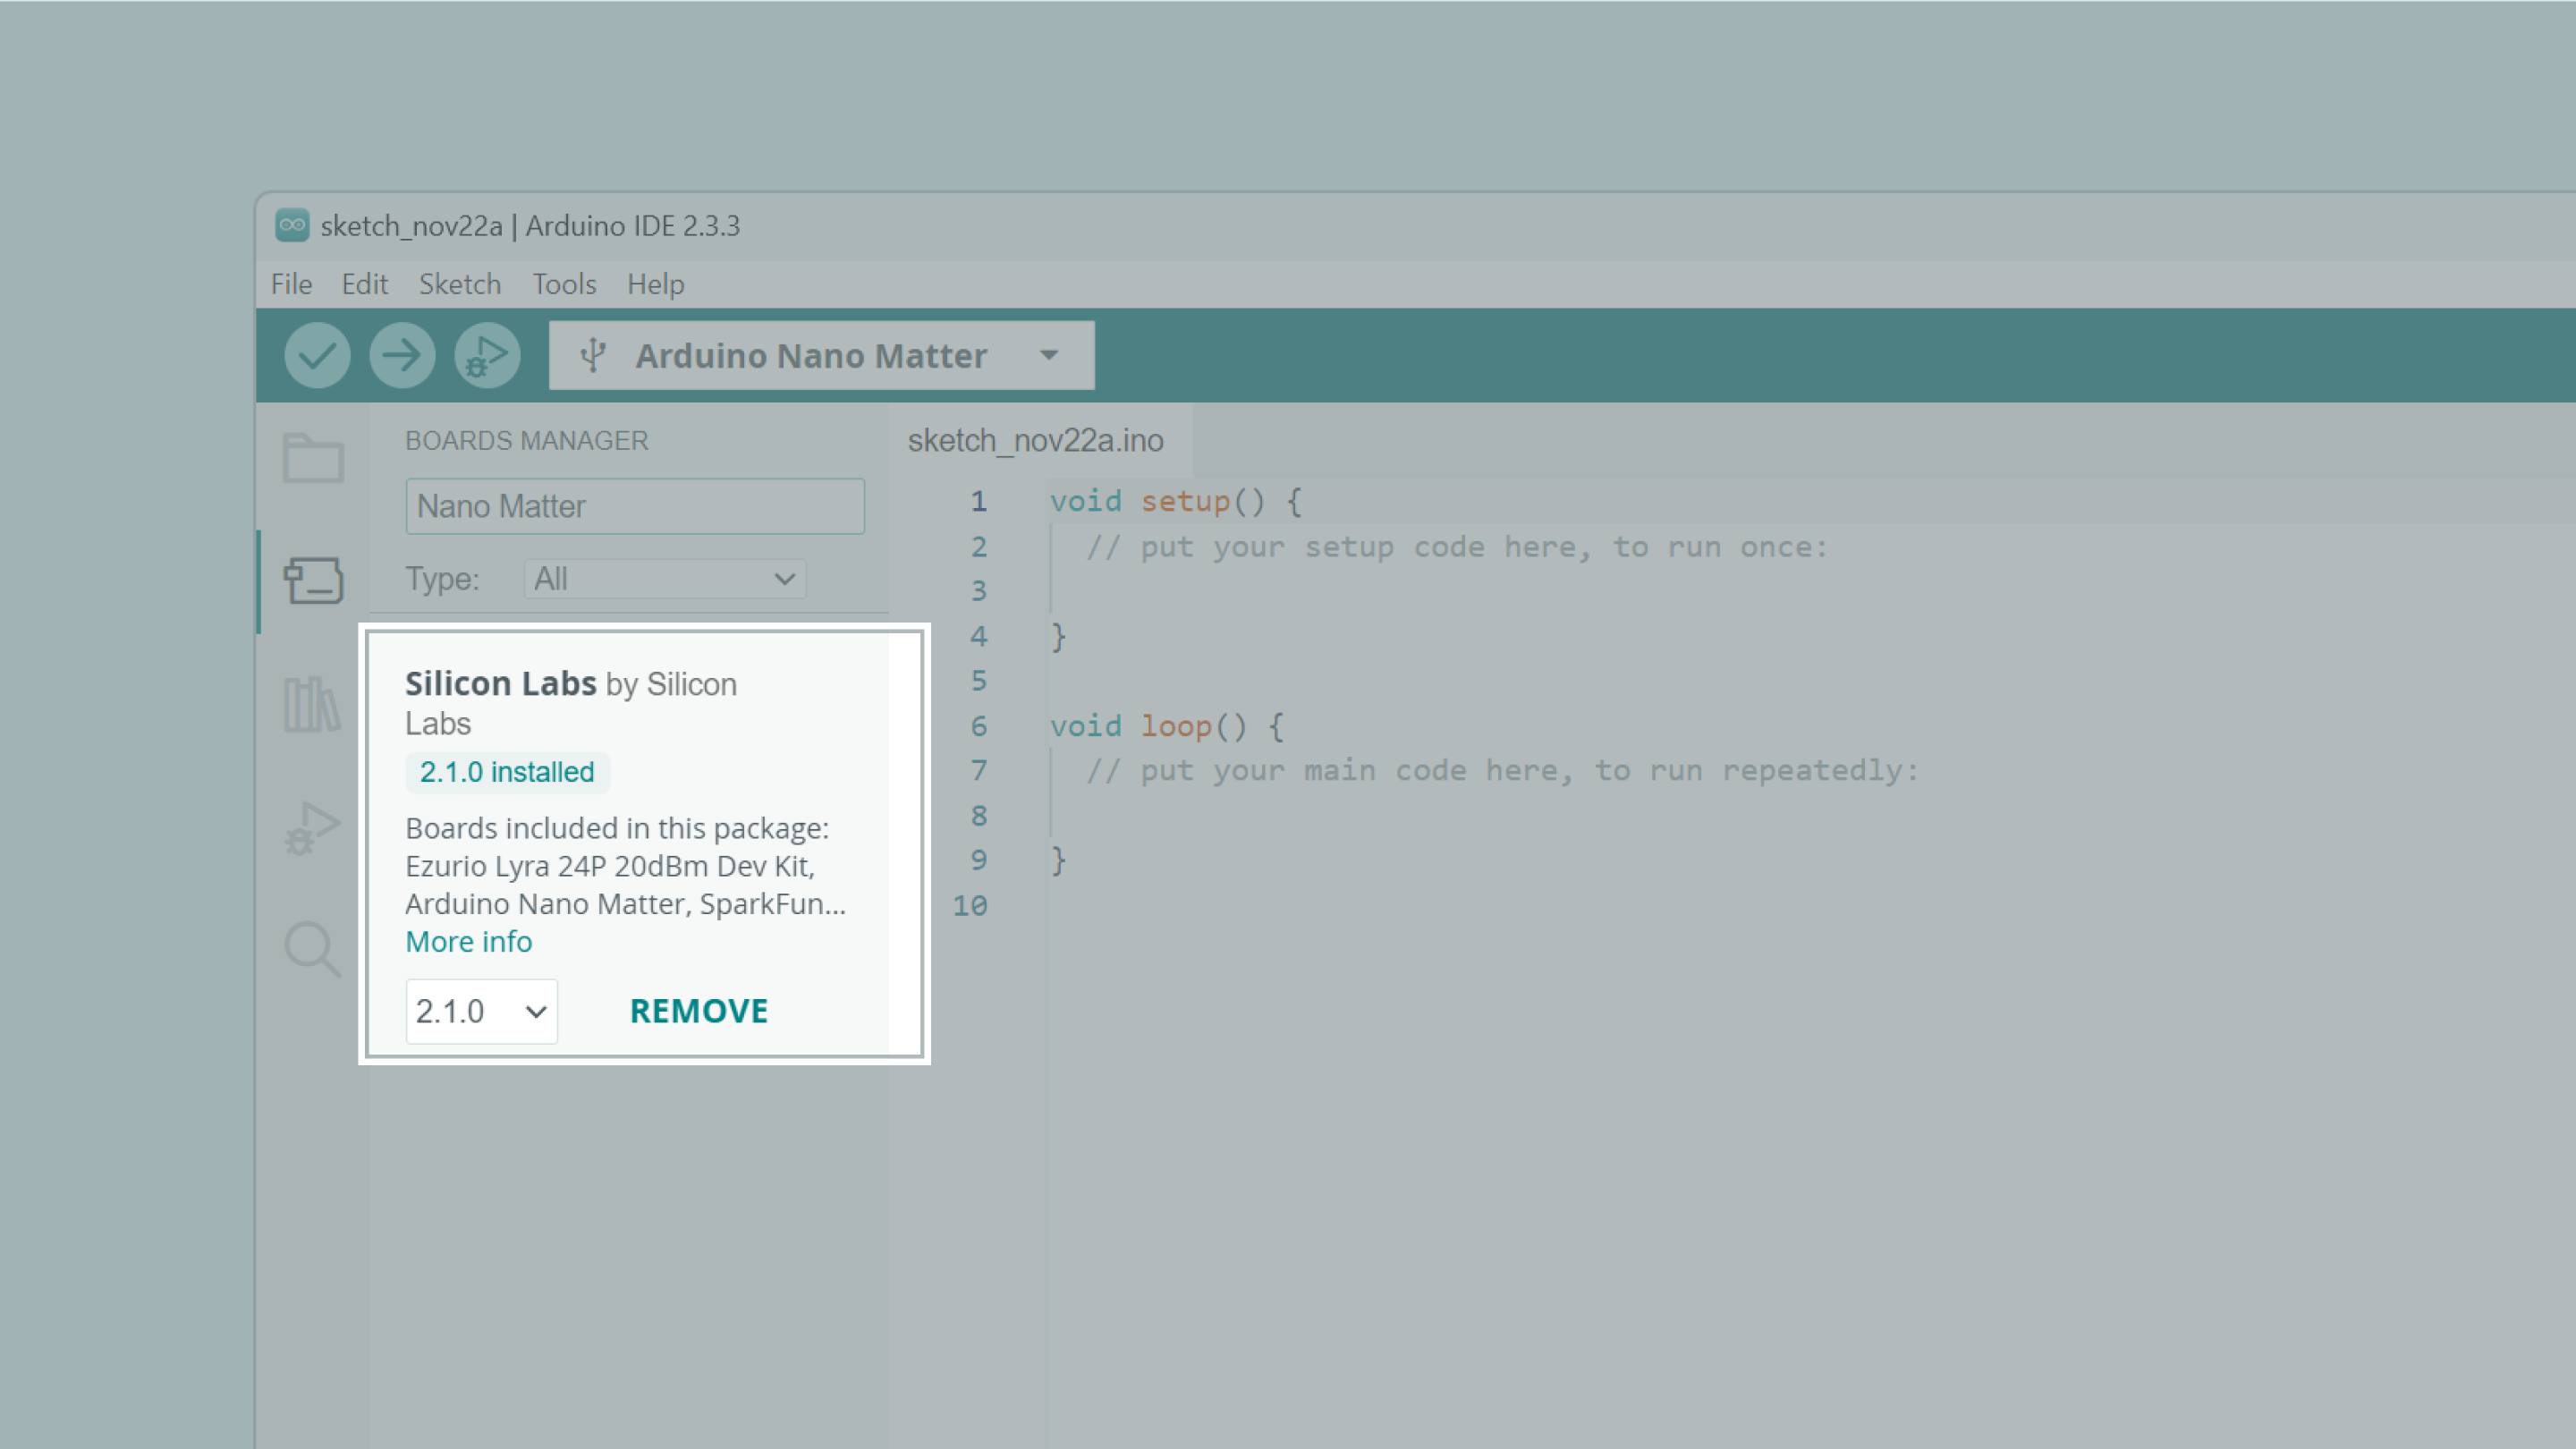 sketch_nov22a | Arduino IDE 2.3.3
File Edit Sketch Tools Help
Arduino Nano Matter
BOARDS MANAGER
Nano Matter
Type: All
Silicon Labs by Silicon
Labs
2.1.0 installed
Boards included in this package:
Ezurio Lyra 24P 20dBm Dev Kit,
Arduino Nano Matter, SparkFun...
More info
2.1.0 REMOVE
sketch_nov22a.ino
1 void setup() {
2 // put your setup code here, to run once:
3
4 }
5
6 void loop() {
7 // put your main code here, to run repeatedly:
8
9 }
10